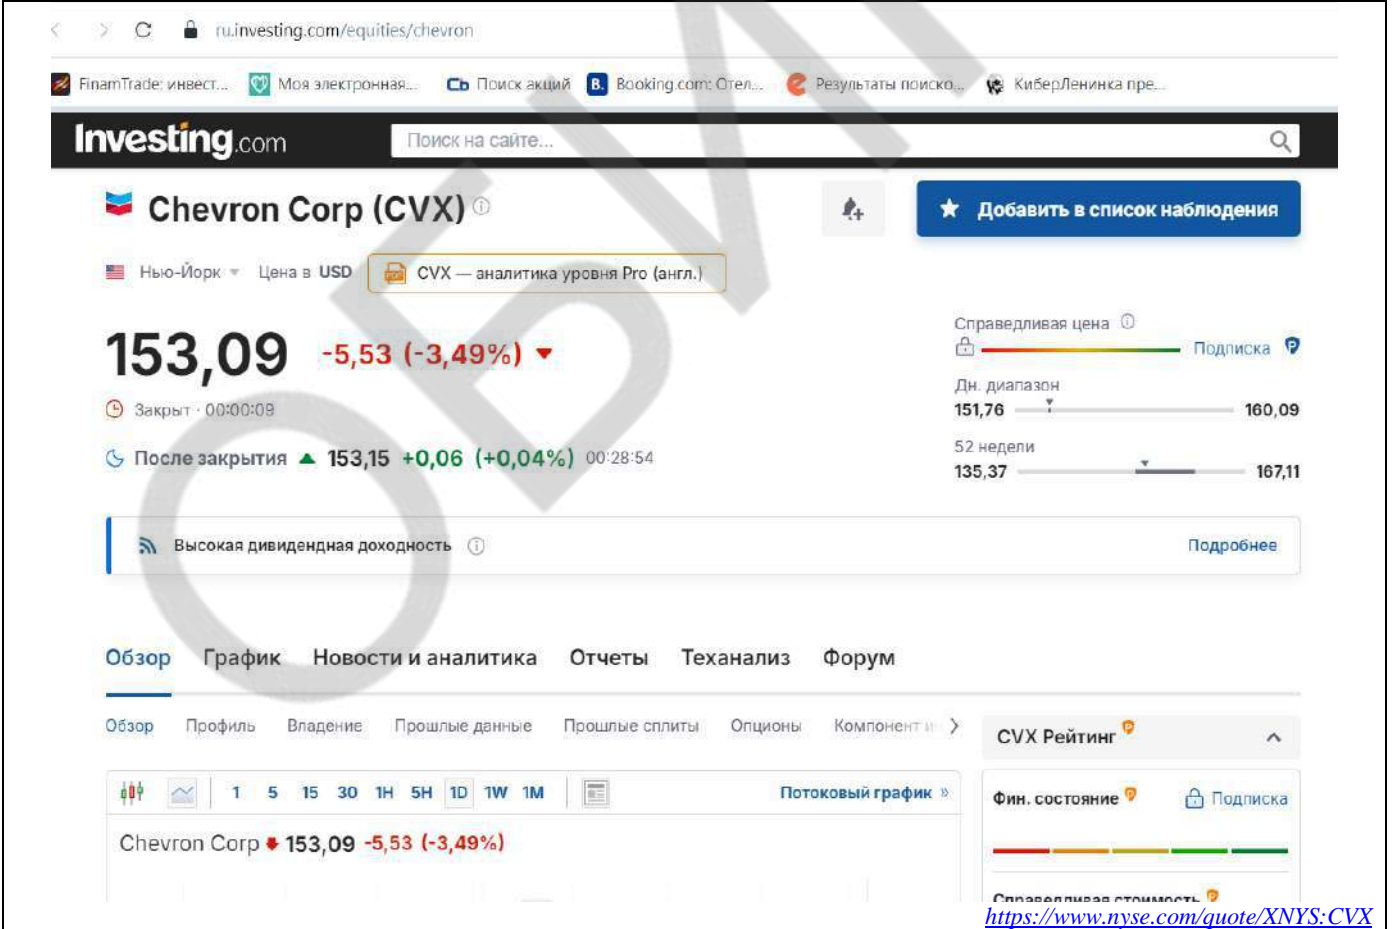 ru.investing.com/equities/chevron
FinamTrade: инвест... Моя электронная... Сb Поиск акций B. Booking.com: Отел... Результаты поиско... КиберЛенинка пре...
Investing.com Поиск на сайте...
Chevron Corp (CVX)
Добавить в список наблюдения
Нью-Йорк Цена в USD CVX — аналитика уровня Pro (англ.)
153,09 -5,53 (-3,49%)
Справедливая цена
Подписка
Закрыт · 00:00:09
Дн. диапазон
151,76 160,09
После закрытия 153,15 +0,06 (+0,04%) 00:28:54
52 недели
135,37 167,11
Высокая дивидендная доходность Подробнее
Обзор График Новости и аналитика Отчеты Теханализ Форум
Обзор Профиль Владение Прошлые данные Прошлые сплиты Опционы Компонент
CVX Рейтинг
1 5 15 30 1H 5H 1D 1W 1M Потоковый график »
Фин. состояние Подписка
Chevron Corp 153,09 -5,53 (-3,49%)
Справедливая стоимость
https://www.nyse.com/quote/XNYS:CVX